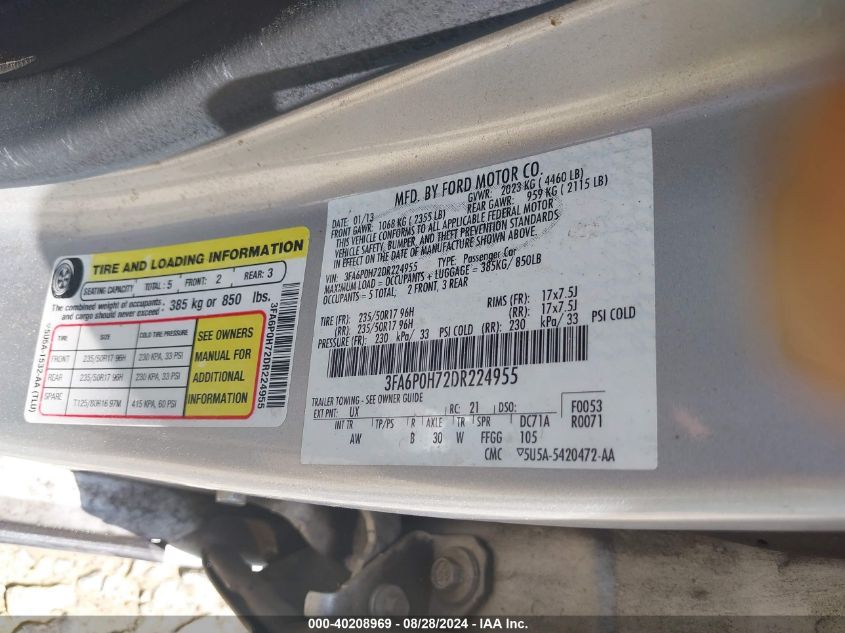 TIRE AND LOADING INFORMATION
SEATING CAPACITY TOTAL : 5 FRONT: 2 REAR: 3
The combined weight of occupants and cargo should never exceed 385 kg or 850 lbs.
TIRE SIZE COLD TIRE PRESSURE
FRONT 235/50R17 96H 230 KPA, 33 PSI
REAR 235/50R17 96H 230 KPA, 33 PSI
SPARE T125/80R16 97M 415 KPA, 60 PSI
SEE OWNERS
MANUAL FOR
ADDITIONAL
INFORMATION
5U5A-1532-AA (TLU)
3FA6P0H72DR224955
MFD. BY FORD MOTOR CO.
DATE: 01/13 GVWR: 2023 KG ( 4460 LB)
FRONT GAWR: 1068 KG ( 2355 LB) REAR GAWR: 959 KG ( 2115 LB)
THIS VEHICLE CONFORMS TO ALL APPLICABLE FEDERAL MOTOR
VEHICLE SAFETY, BUMPER, AND THEFT PREVENTION STANDARDS
IN EFFECT ON THE DATE OF MANUFACTURE SHOWN ABOVE.
VIN: 3FA6P0H72DR224955 TYPE: Passenger Car
MAXIMUM LOAD = OCCUPANTS + LUGGAGE = 385KG/ 850LB
OCCUPANTS = 5 TOTAL; 2 FRONT, 3 REAR
TIRE (FR): 235/50R17 96H RIMS (FR): 17x7.5J
(RR): 235/50R17 96H (RR): 17x7.5J
PRESSURE (FR): 230 kPa/ 33 PSI COLD (RR): 230 kPa/ 33 PSI COLD
3FA6P0H72DR224955
TRAILER TOWING - SEE OWNER GUIDE
EXT PNT: UX RC: 21 DSO: F0053
INT TR TP/PS R AXLE TR SPR DC71A R0071
AW B 30 W FFGG 105
CMC 5U5A-5420472-AA
000-40208969 - 08/28/2024 - IAA Inc.